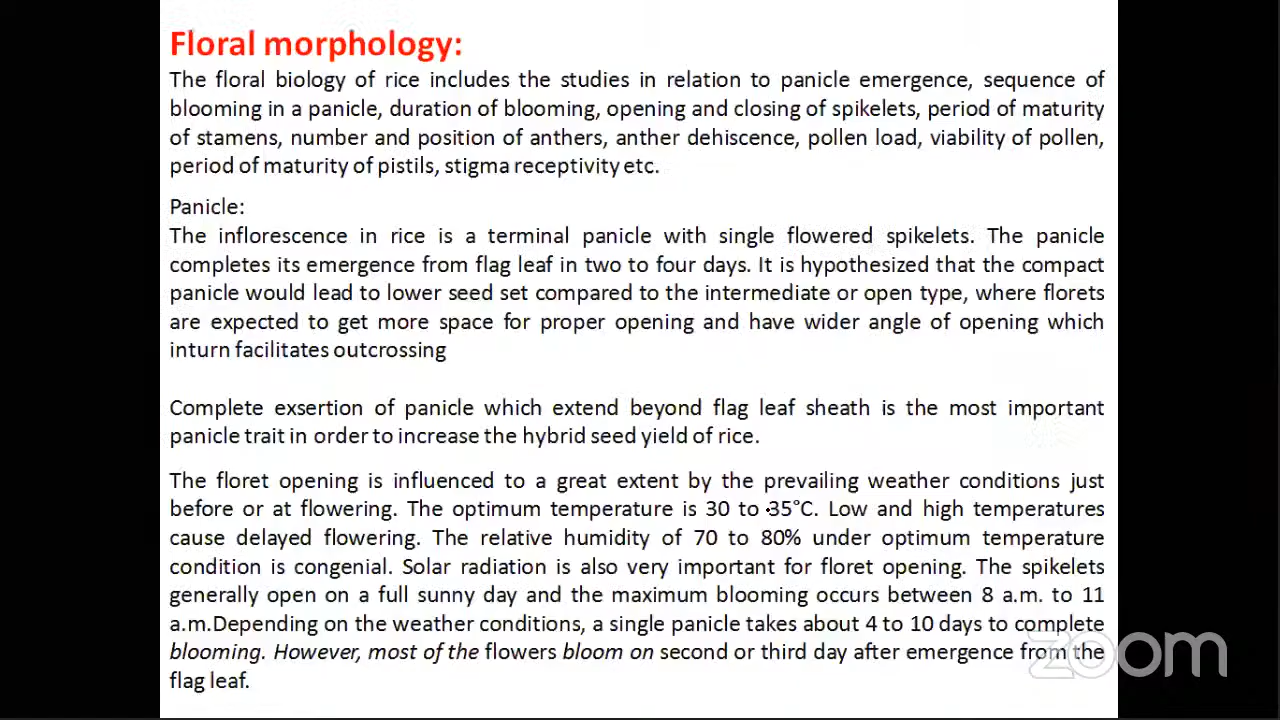 Floral morphology:
The floral biology of rice includes the studies in relation to panicle emergence, sequence of
blooming in a panicle, duration of blooming, opening and closing of spikelets, period of maturity
of stamens, number and position of anthers, anther dehiscence, pollen load, viability of pollen,
period of maturity of pistils, stigma receptivity etc.
Panicle:
The inflorescence in rice is a terminal panicle with single flowered spikelets. The panicle
completes its emergence from flag leaf in two to four days. It is hypothesized that the compact
panicle would lead to lower seed set compared to the intermediate or open type, where florets
are expected to get more space for proper opening and have wider angle of opening which
inturn facilitates outcrossing
Complete exsertion of panicle which extend beyond flag leaf sheath is the most important
panicle trait in order to increase the hybrid seed yield of rice.
The floret opening is influenced to a great extent by the prevailing weather conditions just
before or at flowering. The optimum temperature is 30 to 35°C. Low and high temperatures
cause delayed flowering. The relative humidity of 70 to 80% under optimum temperature
condition is congenial. Solar radiation is also very important for floret opening. The spikelets
generally open on a full sunny day and the maximum blooming occurs between 8 a.m. to 11
a.m.Depending on the weather conditions, a single panicle takes about 4 to 10 days to complete
blooming. However, most of the flowers bloom on second or third day after emergence from the
flag leaf.
zoom